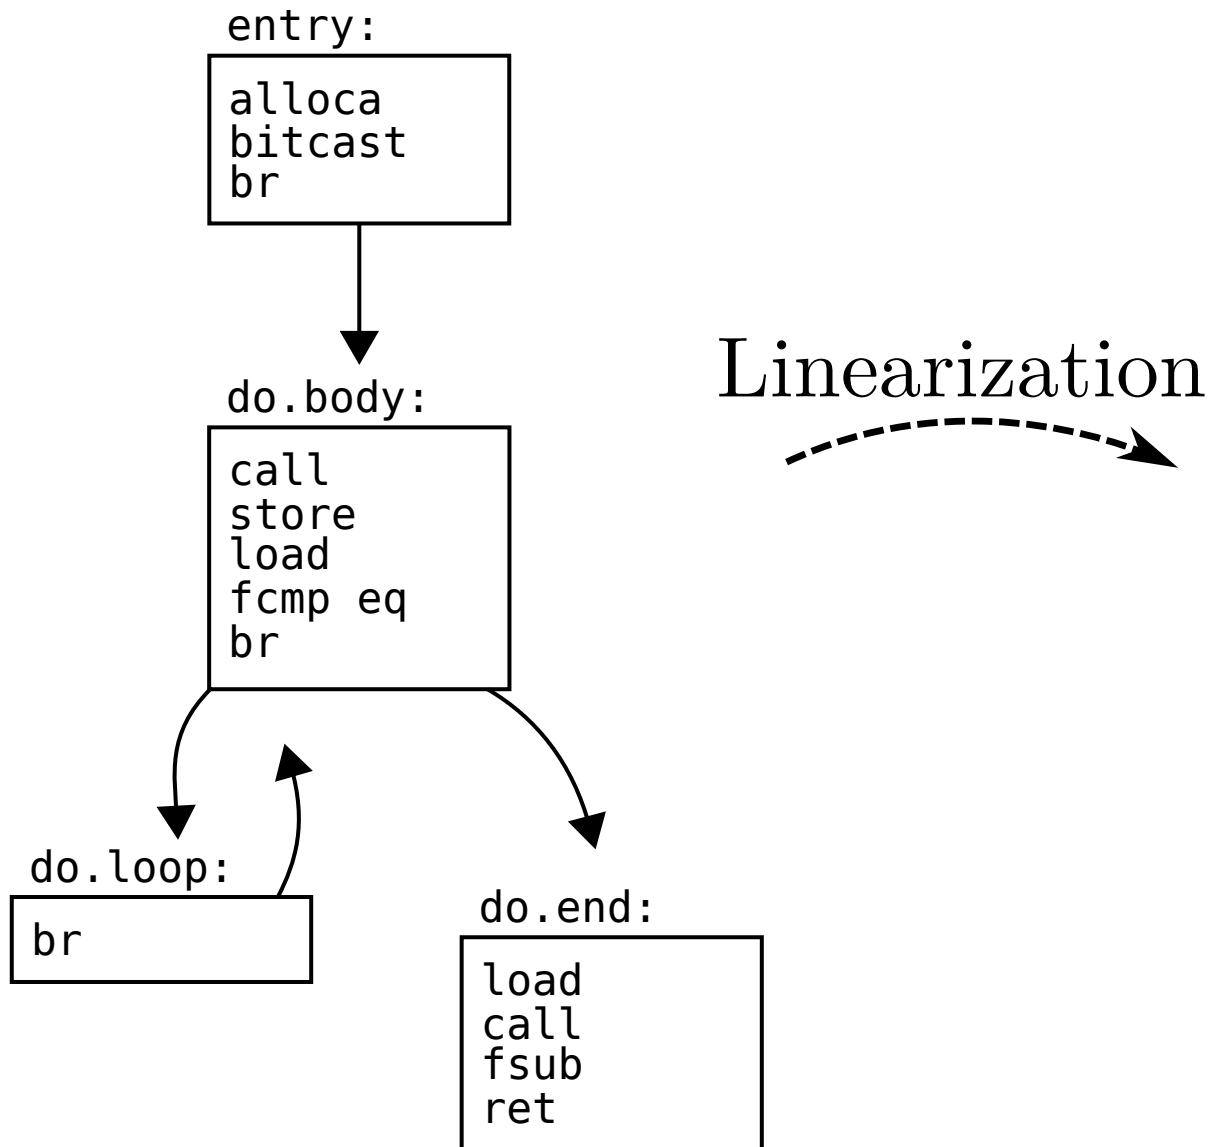 entry:
alloca
bitcast
br
do.body:
call
store
load
fcmp eq
br
Linearization
do.loop:
br
do.end:
load
call
fsub
ret